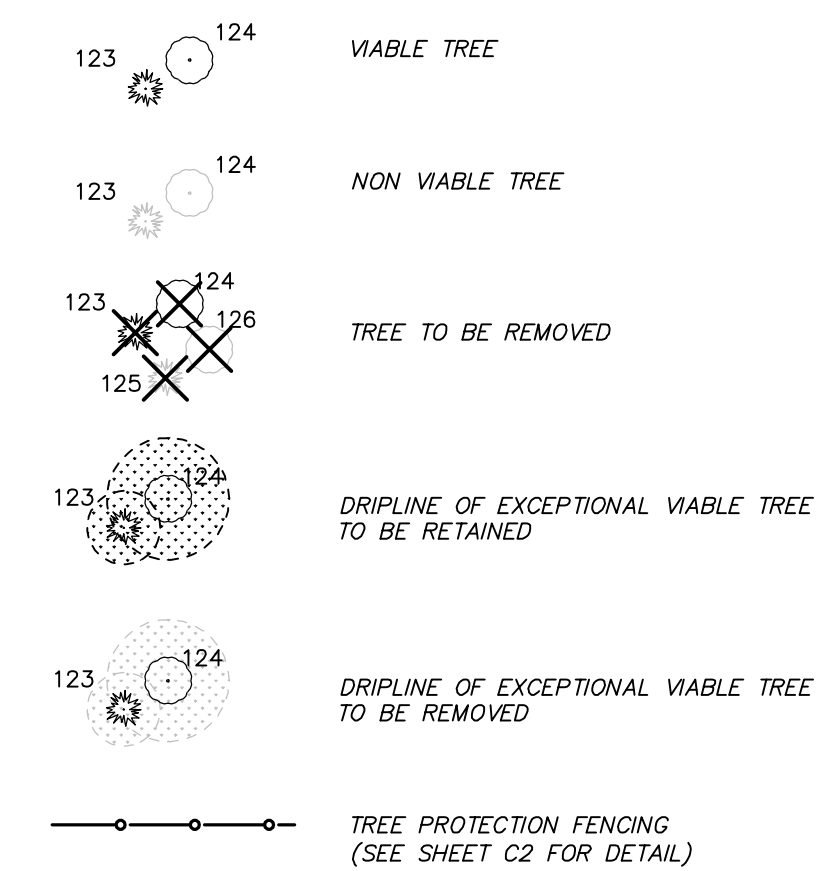 124
123
VIABLE TREE
124
123
NON VIABLE TREE
124
123
126
125
TREE TO BE REMOVED
124
123
DRIPLINE OF EXCEPTIONAL VIABLE TREE
TO BE RETAINED
124
123
DRIPLINE OF EXCEPTIONAL VIABLE TREE
TO BE REMOVED
TREE PROTECTION FENCING
(SEE SHEET C2 FOR DETAIL)